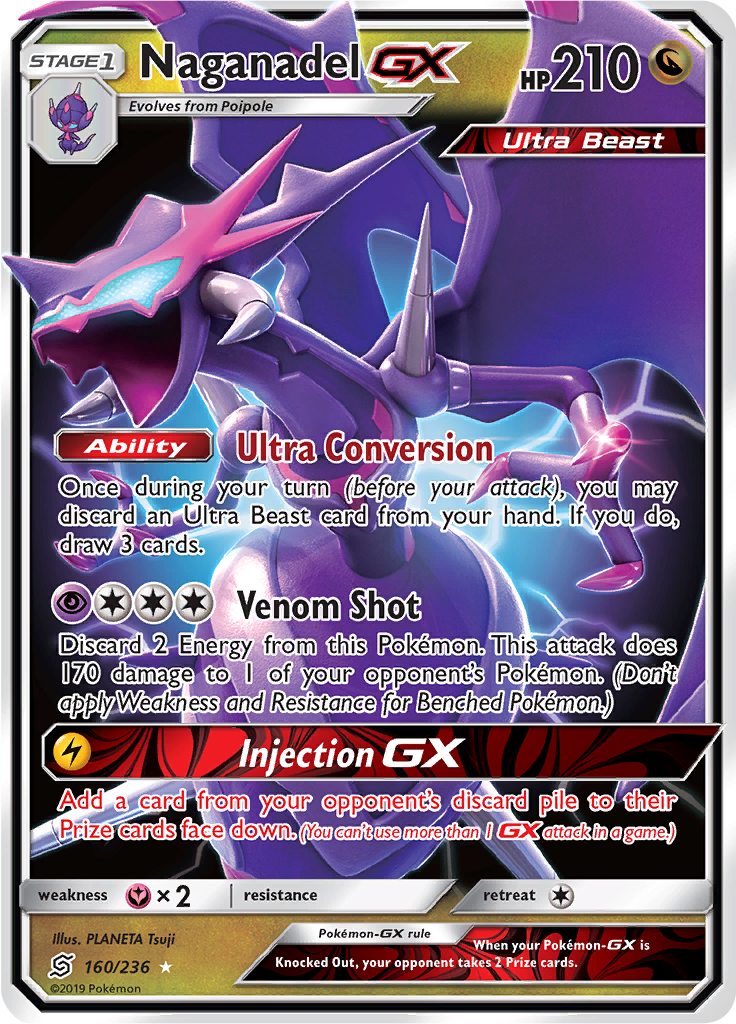 STAGE1 Naganadel GX HP210
Evolves from Poipole
Ultra Beast
Ability Ultra Conversion
Once during your turn (before your attack), you may
discard an Ultra Beast card from your hand. If you do,
draw 3 cards.
Venom Shot
Discard 2 Energy from this Pokémon. This attack does
170 damage to 1 of your opponent's Pokémon. (Don't
apply Weakness and Resistance for Benched Pokémon.)
Injection GX
Add a card from your opponent's discard pile to their
Prize cards face down. (You can't use more than 1 GX attack in a game.)
weakness ×2 resistance retreat
Illus. PLANETA Tsuji
Pokémon-GX rule
When your Pokémon-GX is
Knocked Out, your opponent takes 2 Prize cards.
160/236
©2019 Pokémon